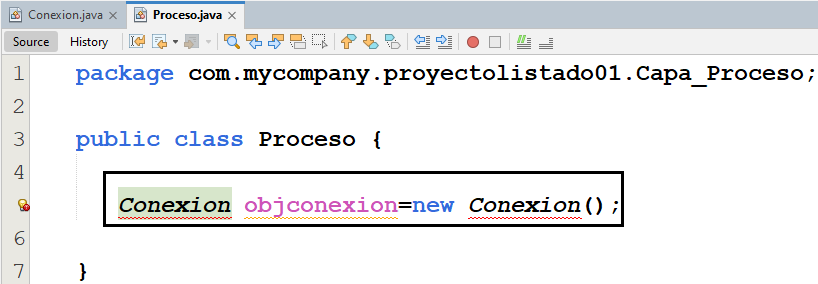 Conexion.java × Proceso.java ×
Source History
1 package com.mycompany.proyectolistado01.Capa_Proceso;
2
3 public class Proceso {
4
Conexion objconexion=new Conexion();
6
7 }